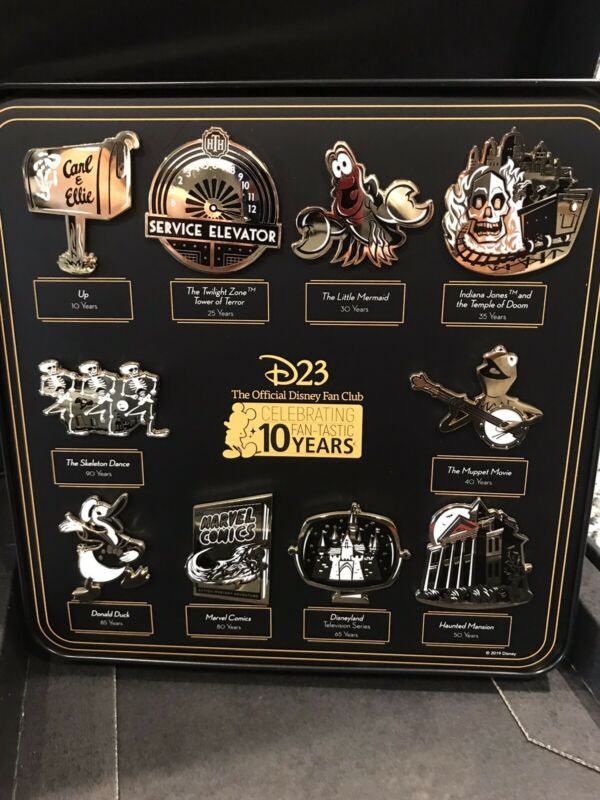 Carl
&
Ellie
HTH
SERVICE ELEVATOR
Up
10 Years
The Twilight Zone™
Tower of Terror
25 Years
The Little Mermaid
30 Years
Indiana Jones™ and
the Temple of Doom
35 Years
D23
The Official Disney Fan Club
CELEBRATING
FAN-TASTIC
10 YEARS
The Skeleton Dance
90 Years
The Muppet Movie
40 Years
MARVEL
COMICS
Donald Duck
85 Years
Marvel Comics
80 Years
Disneyland
Television Series
65 Years
Haunted Mansion
50 Years
© 2019 Disney